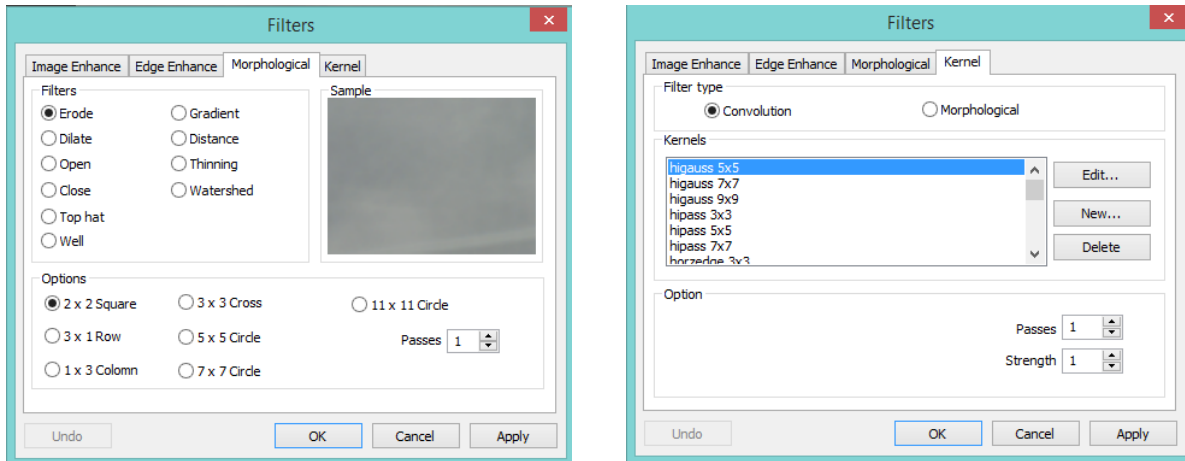 Filters
Image Enhance Edge Enhance Morphological Kernel
Filters
Erode Gradient
Dilate Distance
Open Thinning
Close Watershed
Top hat
Well
Sample
Options
2 x 2 Square 3 x 3 Cross 11 x 11 Circle
3 x 1 Row 5 x 5 Circle Passes 1
1 x 3 Colomn 7 x 7 Circle
Undo OK Cancel Apply
Filters
Image Enhance Edge Enhance Morphological Kernel
Filter type
Convolution Morphological
Kernels
higauss 5x5
higauss 7x7
higauss 9x9
hipass 3x3
hipass 5x5
hipass 7x7
horzedge 3x3
Edit...
New...
Delete
Option
Passes 1
Strength 1
Undo OK Cancel Apply